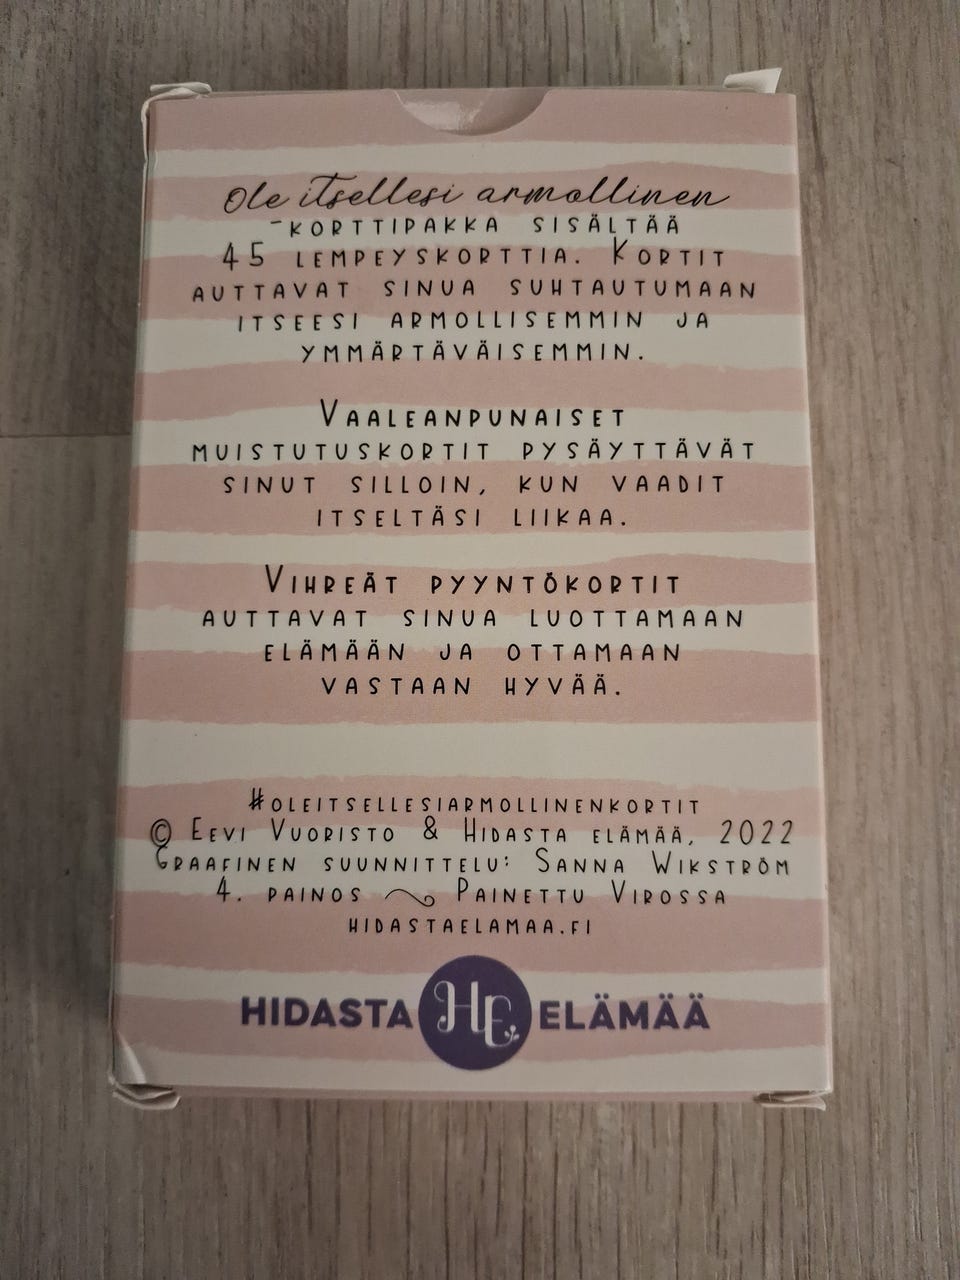 Ole itsellesi armollinen
-KORTTIPAKKA SISÄLTÄÄ
45 LEMPEYSKORTTIA. KORTIT
AUTTAVAT SINUA SUHTAUTUMAAN
ITSEESI ARMOLLISEMMIN JA
YMMÄRTÄVÄISEMMIN.
VAALEANPUNAISET
MUISTUTUSKORTIT PYSÄYTTÄVÄT
SINUT SILLOIN, KUN VAADIT
ITSELTÄSI LIIKAA.
VIHREÄT PYYNTÖKORTIT
AUTTAVAT SINUA LUOTTAMAAN
ELÄMÄÄN JA OTTAMAAN
VASTAAN HYVÄÄ.
#OLEITSELLESIARMOLLINENKORTIT
© EEVI VUORISTO & HIDASTA ELÄMÄÄ, 2022
GRAAFINEN SUUNNITTELU: SANNA WIKSTRÖM
4. PAINOS ~ PAINETTU VIROSSA
HIDASTAELAMAA.FI
HIDASTA HE ELÄMÄÄ